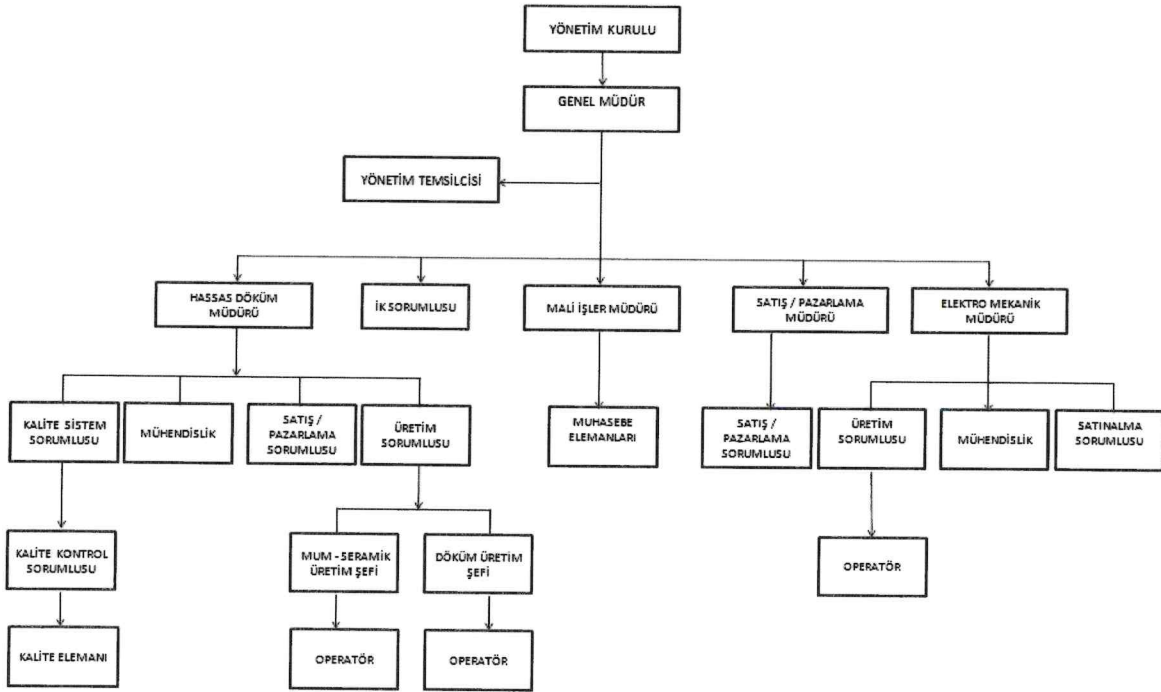 YÖNETİM KURULU
GENEL MÜDÜR
YÖNETİM TEMSİLCİSİ
HASSAS DÖKÜM
MÜDÜRÜ
İK SORUMLUSU
MALİ İŞLER MÜDÜRÜ
SATIŞ / PAZARLAMA
MÜDÜRÜ
ELEKTRO MEKANİK
MÜDÜRÜ
KALİTE SİSTEM
SORUMLUSU
MÜHENDİSLİK
SATIŞ /
PAZARLAMA
SORUMLUSU
ÜRETİM
SORUMLUSU
MUHASEBE
ELEMANLARI
SATIŞ /
PAZARLAMA
SORUMLUSU
ÜRETİM
SORUMLUSU
MÜHENDİSLİK
SATINALMA
SORUMLUSU
KALİTE KONTROL
SORUMLUSU
MUM - SERAMİK
ÜRETİM ŞEFİ
DÖKÜM ÜRETİM
ŞEFİ
OPERATÖR
KALİTE ELEMANI
OPERATÖR
OPERATÖR